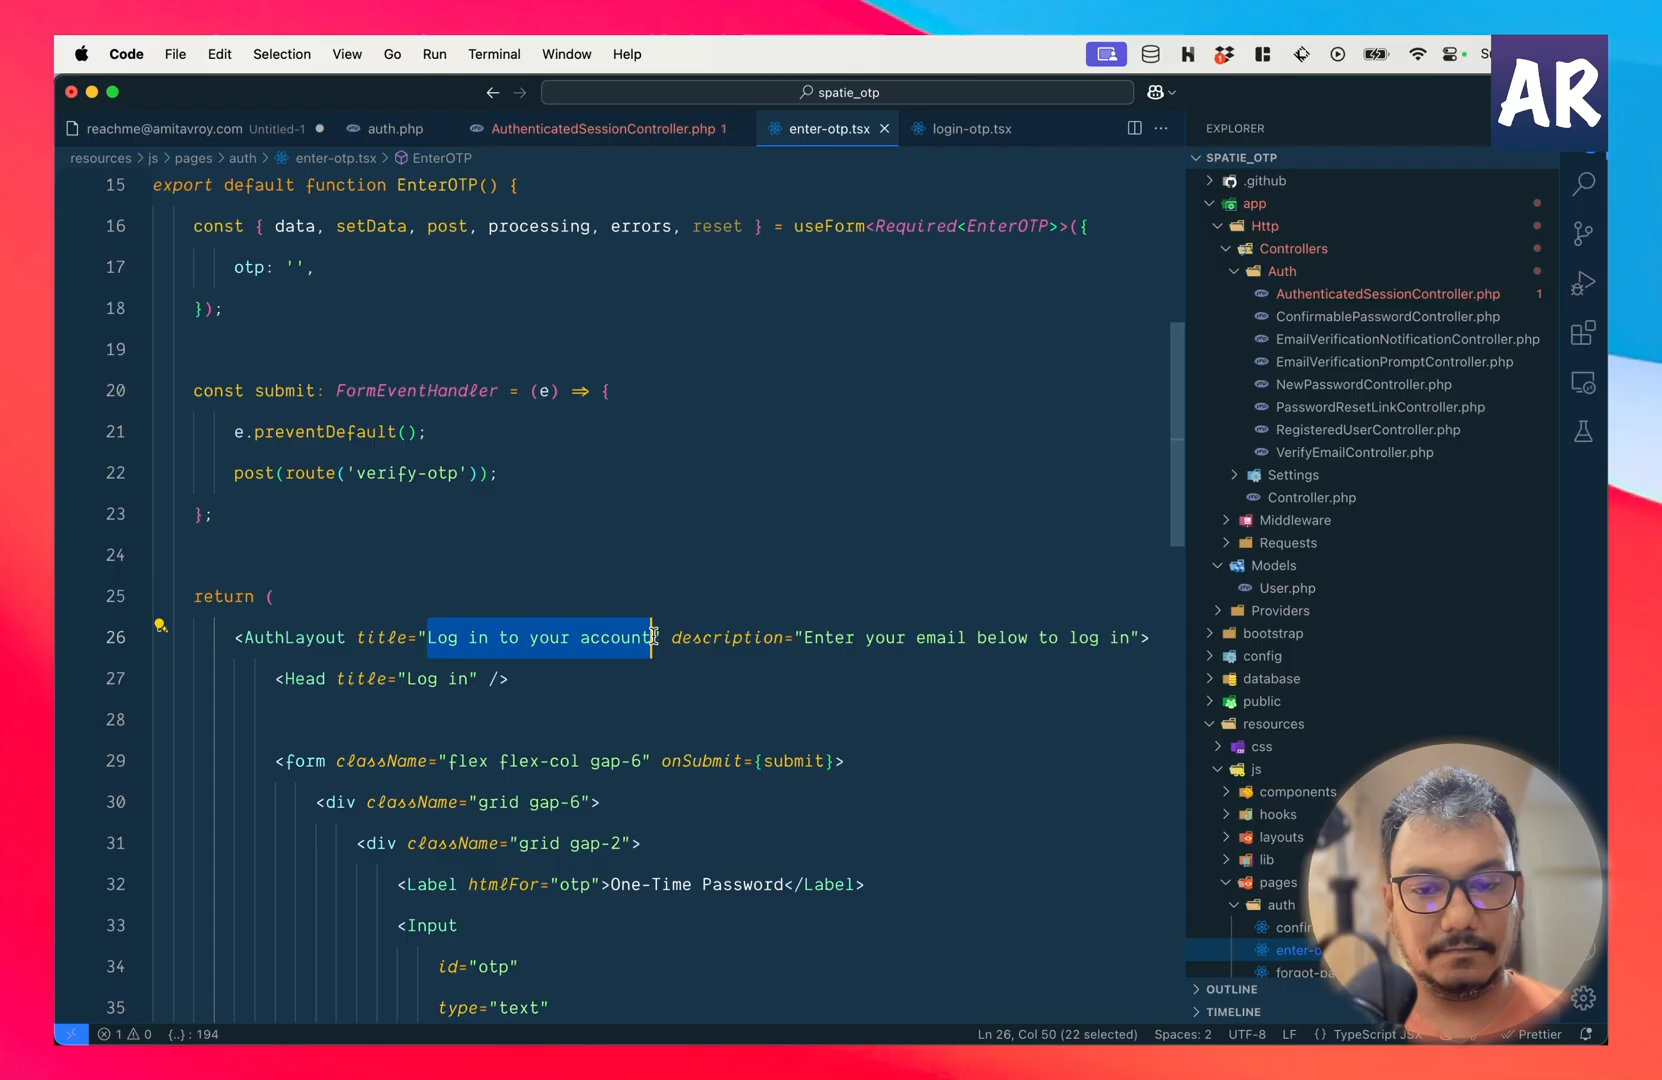 Code File Edit Selection View Go Run Terminal Window Help
AR
spatie_otp
reachme@amitavroy.com Untitled-1 auth.php AuthenticatedSessionController.php 1 enter-otp.tsx login-otp.tsx
EXPLORER
resources > js > pages > auth > enter-otp.tsx > EnterOTP
15 export default function EnterOTP() {
16 const { data, setData, post, processing, errors, reset } = useForm<Required<EnterOTP>>({
17 otp: '',
18 });
19
20 const submit: FormEventHandler = (e) => {
21 e.preventDefault();
22 post(route('verify-otp'));
23 };
24
25 return (
26 <AuthLayout title="Log in to your account" description="Enter your email below to log in">
27 <Head title="Log in" />
28
29 <form className="flex flex-col gap-6" onSubmit={submit}>
30 <div className="grid gap-6">
31 <div className="grid gap-2">
32 <Label htmlFor="otp">One-Time Password</Label>
33 <Input
34 id="otp"
35 type="text"
SPATIE_OTP
.github
app
Http
Controllers
Auth
AuthenticatedSessionController.php 1
ConfirmablePasswordController.php
EmailVerificationNotificationController.php
EmailVerificationPromptController.php
NewPasswordController.php
PasswordResetLinkController.php
RegisteredUserController.php
VerifyEmailController.php
Settings
Controller.php
Middleware
Requests
Models
User.php
Providers
bootstrap
config
database
public
resources
css
js
components
hooks
layouts
lib
pages
auth
OUTLINE
TIMELINE
1 0 {..} : 194 Ln 26, Col 50 (22 selected) Spaces: 2 UTF-8 LF {} TypeScript JSX Prettier